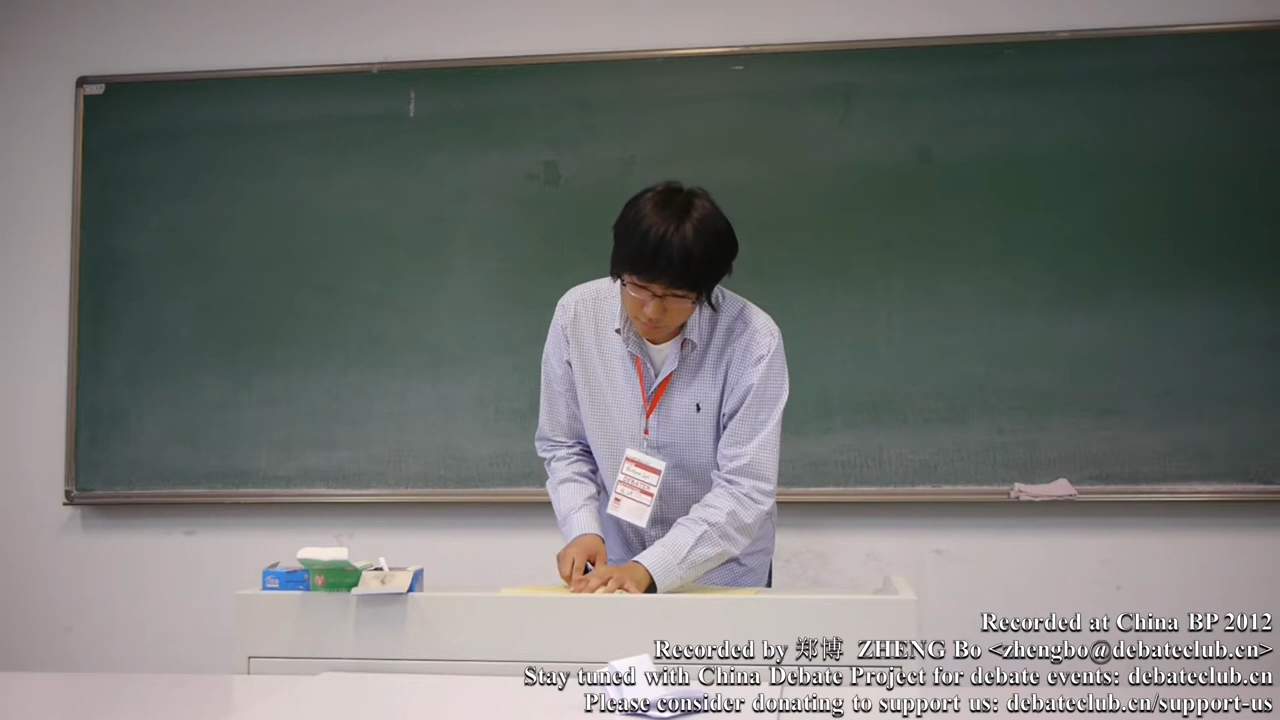 DEBATER
Recorded at China BP 2012
Recorded by 郑博 ZHENG Bo <zhengbo@debateclub.cn>
Stay tuned with China Debate Project for debate events: debateclub.cn
Please consider donating to support us: debateclub.cn/support-us